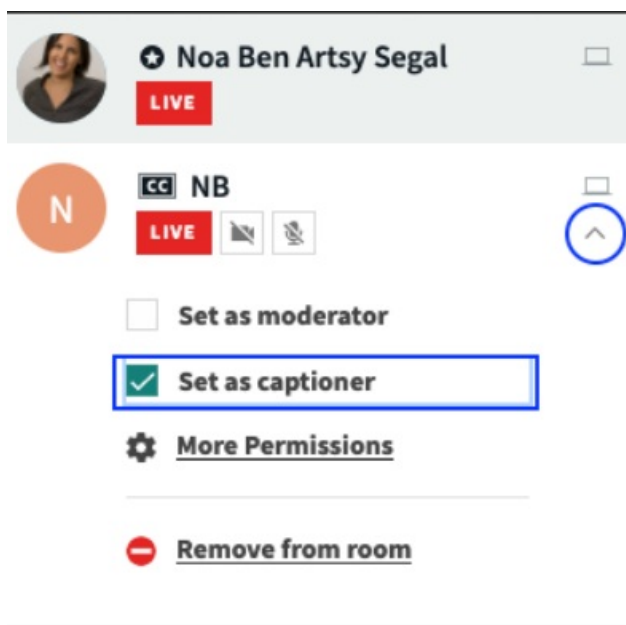 Noa Ben Artsy Segal
LIVE
CC NB
N
LIVE
Set as moderator
Set as captioner
More Permissions
Remove from room